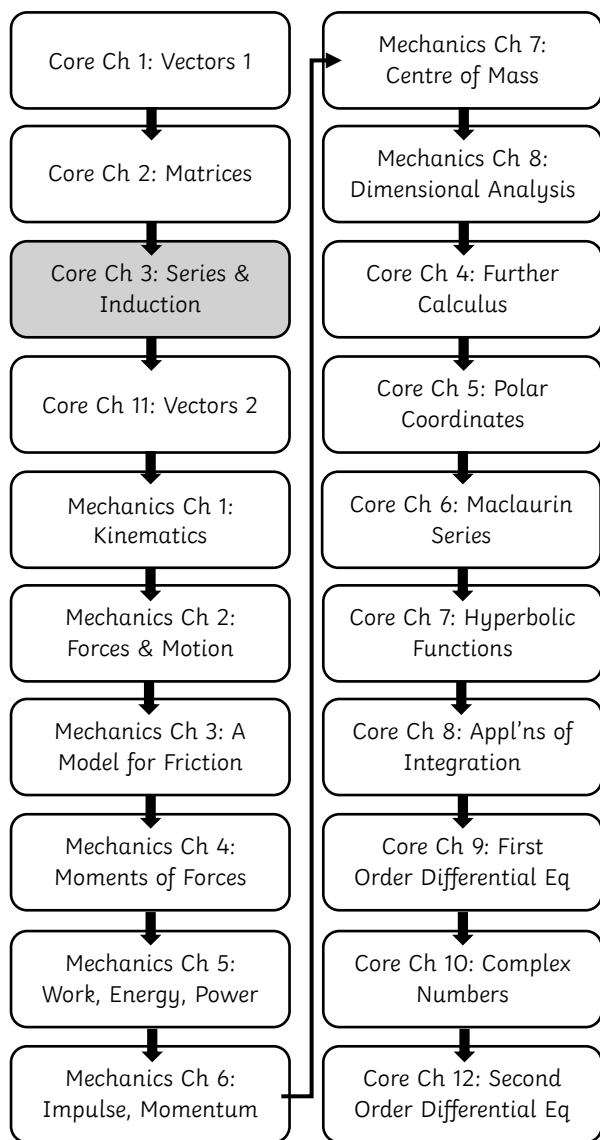 Core Ch 1: Vectors 1
Core Ch 2: Matrices
Core Ch 3: Series &
Induction
Core Ch 11: Vectors 2
Mechanics Ch 1:
Kinematics
Mechanics Ch 2:
Forces & Motion
Mechanics Ch 3: A
Model for Friction
Mechanics Ch 4:
Moments of Forces
Mechanics Ch 5:
Work, Energy, Power
Mechanics Ch 6:
Impulse, Momentum
Mechanics Ch 7:
Centre of Mass
Mechanics Ch 8:
Dimensional Analysis
Core Ch 4: Further
Calculus
Core Ch 5: Polar
Coordinates
Core Ch 6: Maclaurin
Series
Core Ch 7: Hyperbolic
Functions
Core Ch 8: Appl'ns of
Integration
Core Ch 9: First
Order Differential Eq
Core Ch 10: Complex
Numbers
Core Ch 12: Second
Order Differential Eq